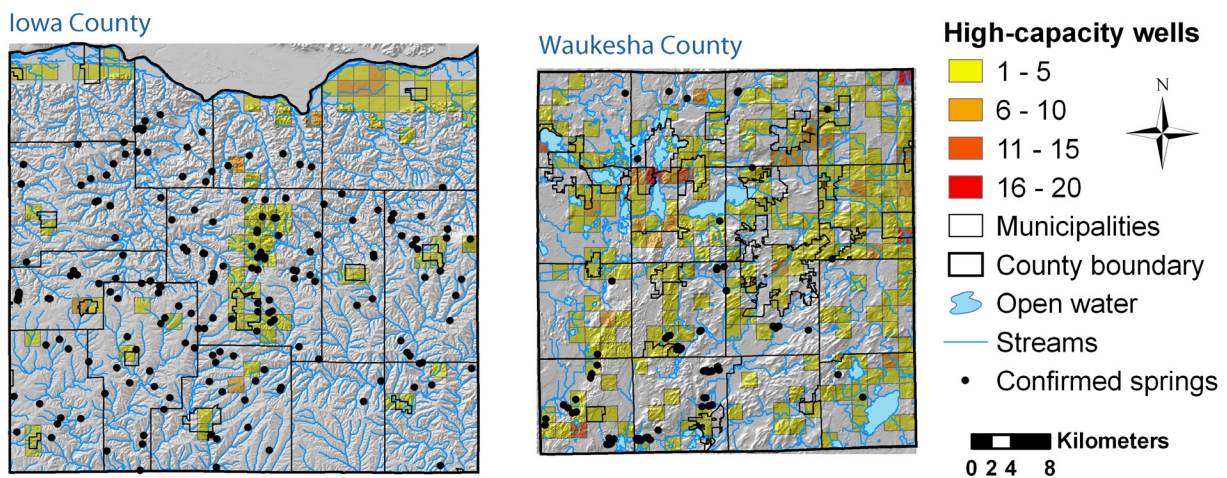 Iowa County
Waukesha County
High-capacity wells
1 - 5
6 - 10
11 - 15
16 - 20
Municipalities
County boundary
Open water
Streams
Confirmed springs
N
Kilometers
0 2 4 8